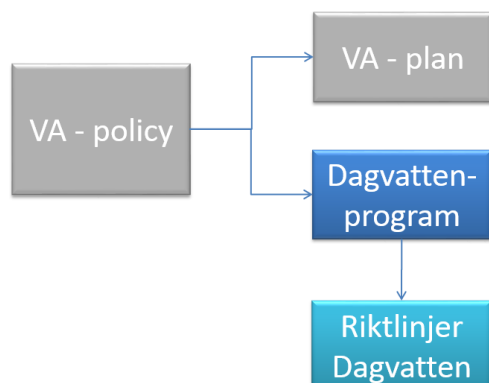 VA - plan
VA - policy
Dagvatten-
program
Riktlinjer
Dagvatten